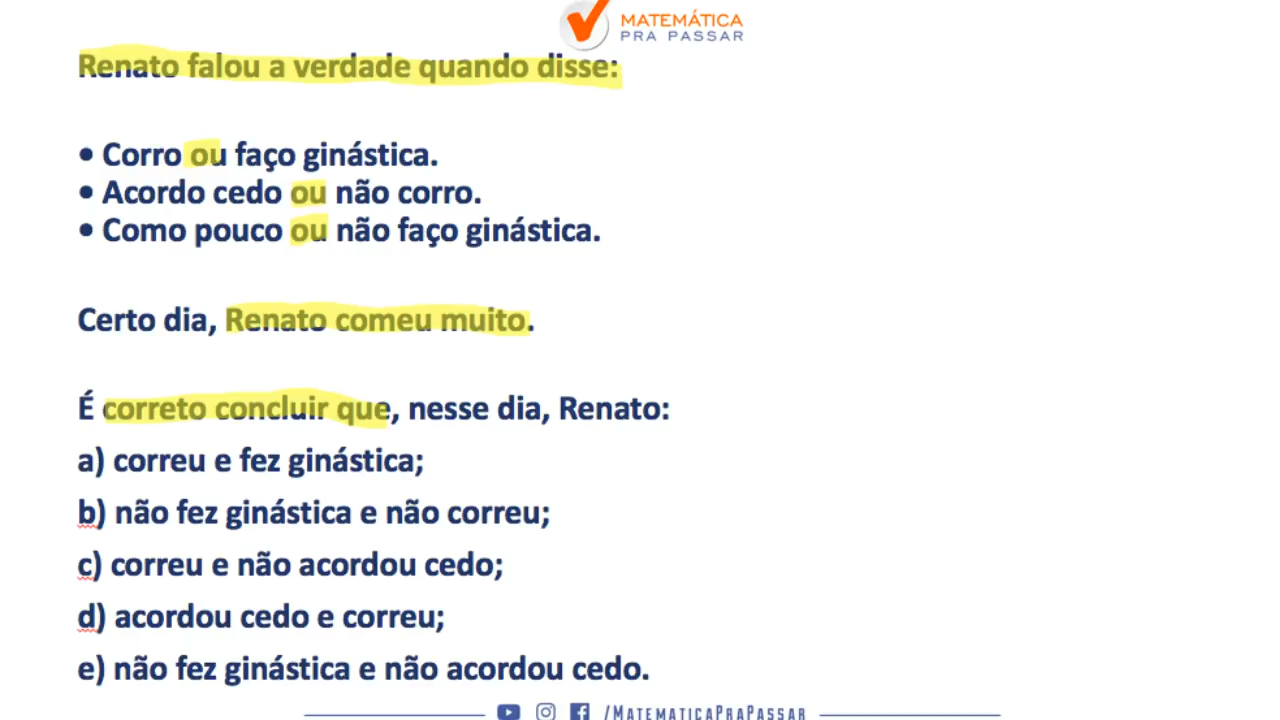 MATEMÁTICA
PRA PASSAR
Renato falou a verdade quando disse:
• Corro ou faço ginástica.
• Acordo cedo ou não corro.
• Como pouco ou não faço ginástica.
Certo dia, Renato comeu muito.
É correto concluir que, nesse dia, Renato:
a) correu e fez ginástica;
b) não fez ginástica e não correu;
c) correu e não acordou cedo;
d) acordou cedo e correu;
e) não fez ginástica e não acordou cedo.
/MATEMATICAPRAPASSAR